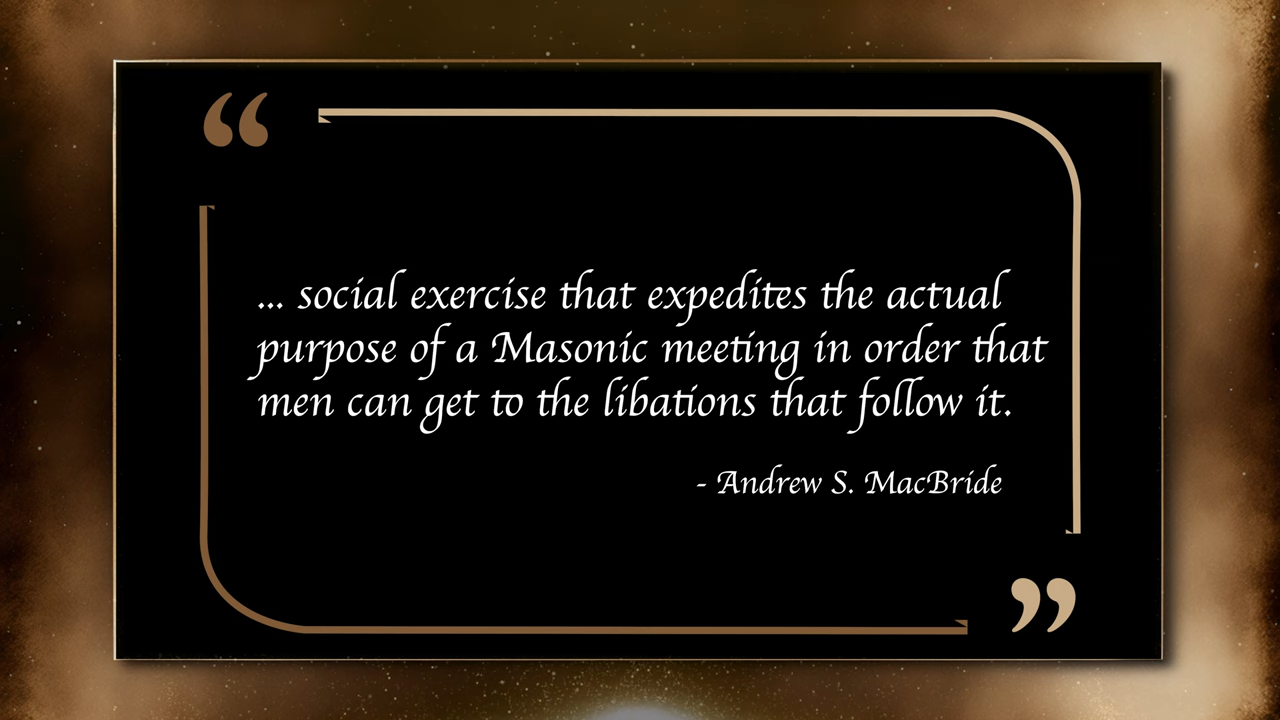 ... social exercise that expedites the actual
purpose of a Masonic meeting in order that
men can get to the libations that follow it.
- Andrew S. MacBride